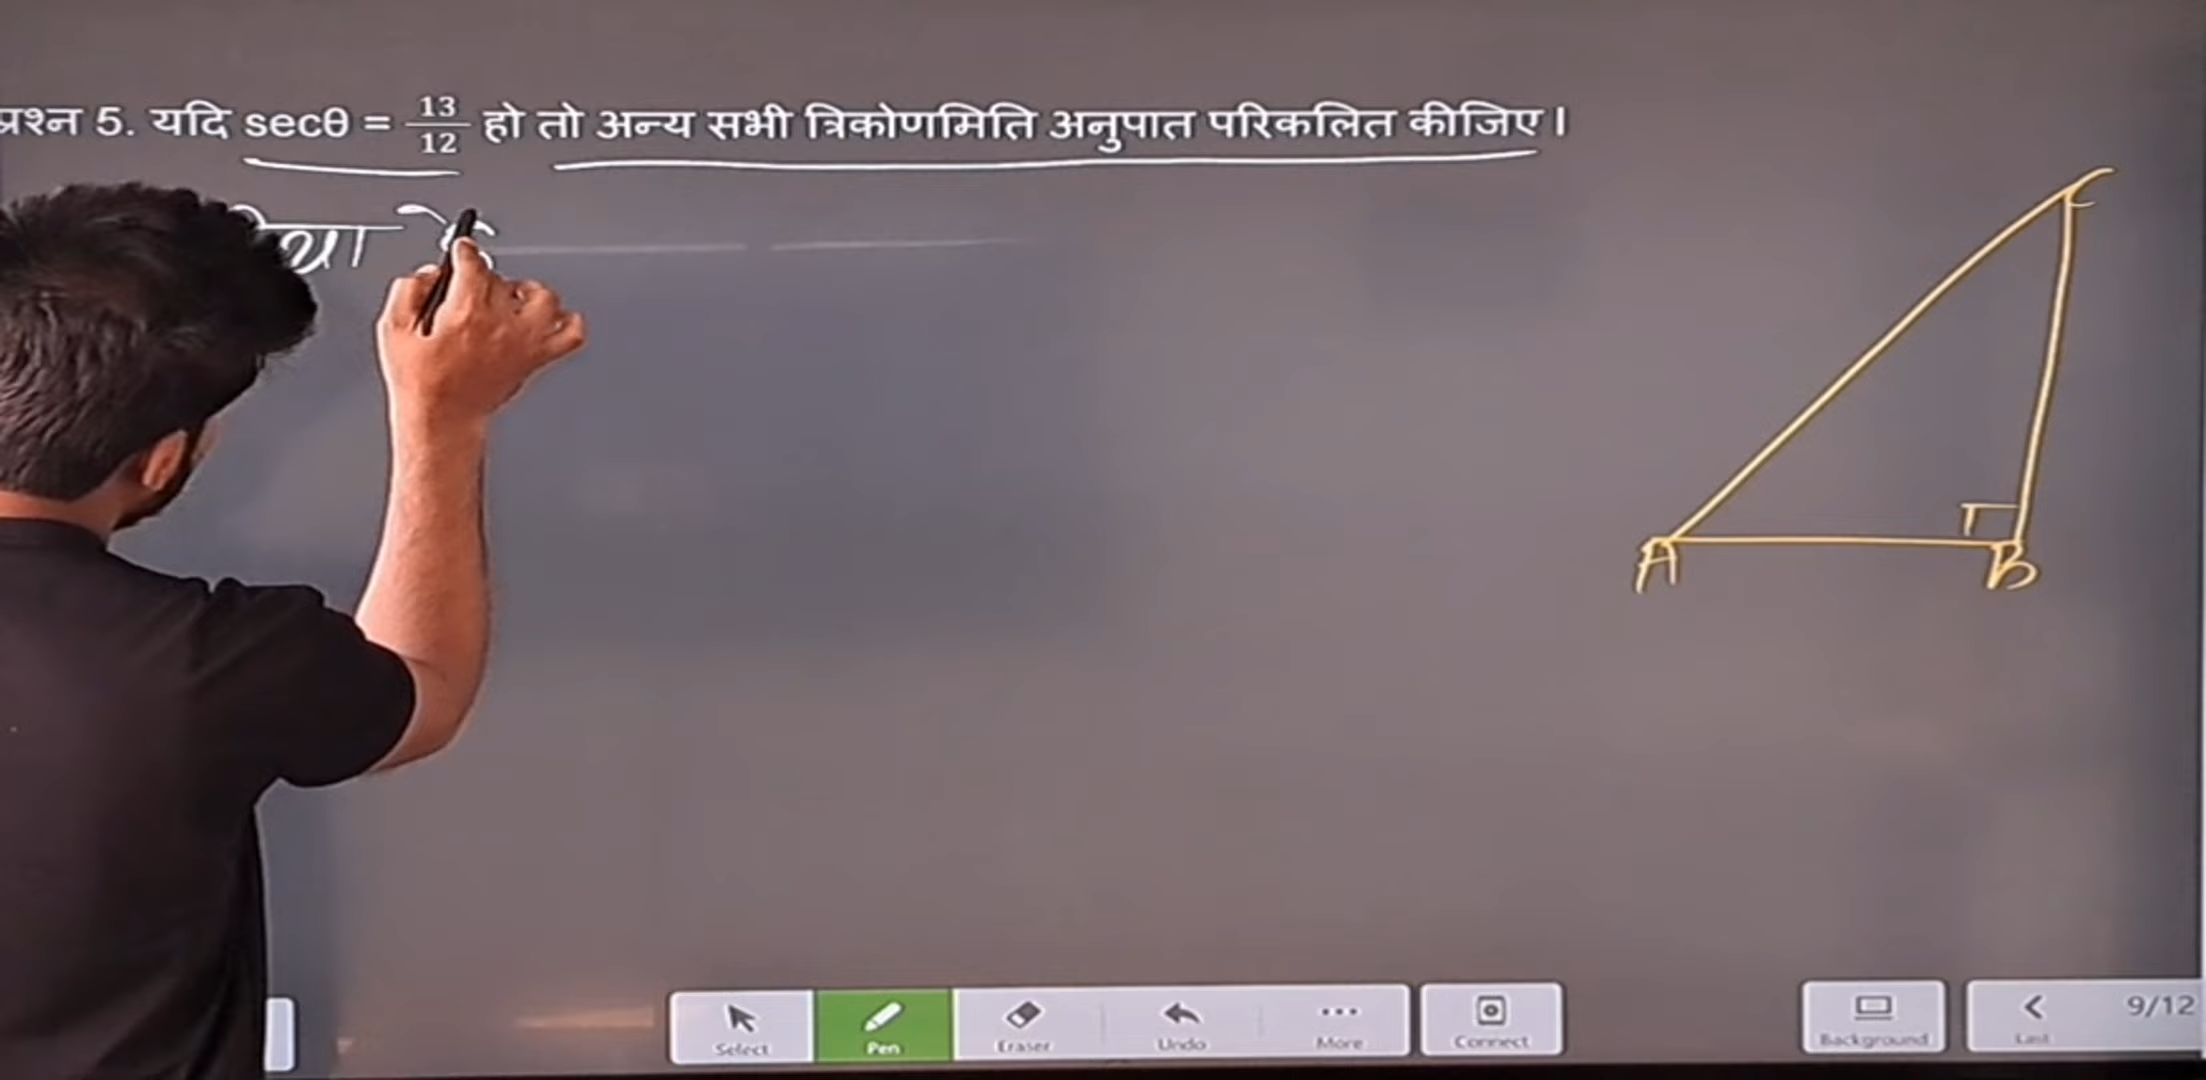 प्रश्न 5. यदि secθ = 13/12 हो तो अन्य सभी त्रिकोणमिति अनुपात परिकलित कीजिए।
C
A B
Select Pen Eraser Undo More Connect Background Last 9/12